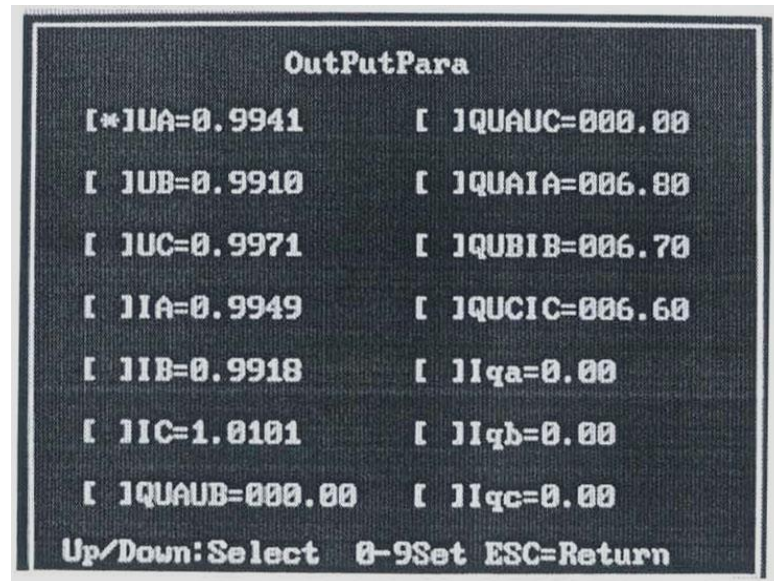 OutPutPara
[*]UA=0.9941 [ ]QUAUC=000.00
[ ]UB=0.9910 [ ]QUAIA=006.80
[ ]UC=0.9971 [ ]QUBIB=006.70
[ ]IA=0.9949 [ ]QUCIC=006.60
[ ]IB=0.9918 [ ]Iqa=0.00
[ ]IC=1.0101 [ ]Iqb=0.00
[ ]QUAUB=000.00 [ ]Iqc=0.00
Up/Down:Select 0-9Set ESC=Return